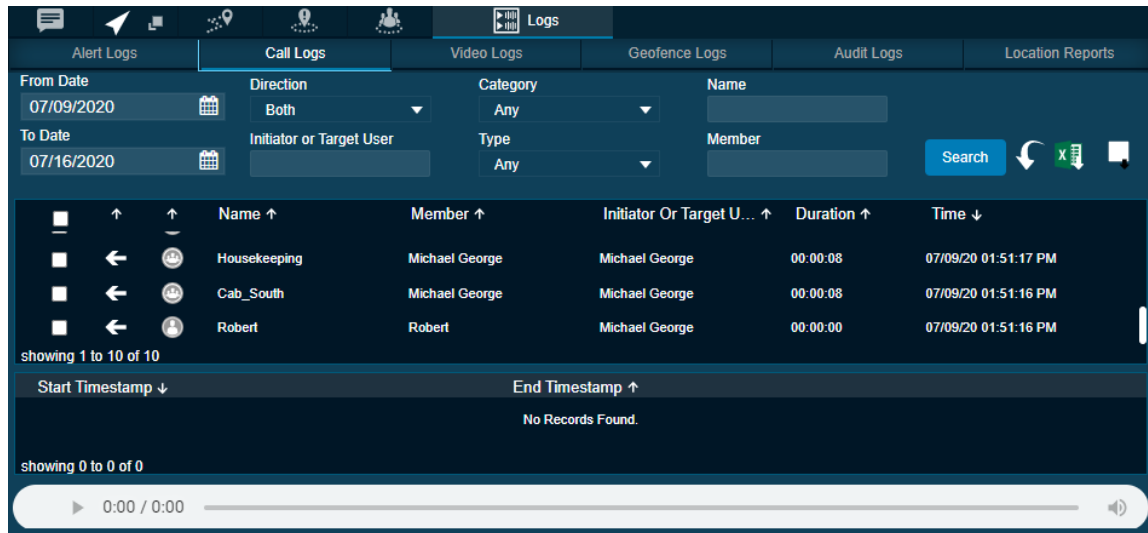 Logs
Alert Logs Call Logs Video Logs Geofence Logs Audit Logs Location Reports
From Date Direction Category Name
07/09/2020 Both Any
To Date Initiator or Target User Type Member
07/16/2020 Any Search
Name Member Initiator Or Target U... Duration Time
Housekeeping Michael George Michael George 00:00:08 07/09/20 01:51:17 PM
Cab_South Michael George Michael George 00:00:08 07/09/20 01:51:16 PM
Robert Robert Michael George 00:00:00 07/09/20 01:51:16 PM
showing 1 to 10 of 10
Start Timestamp End Timestamp
No Records Found.
showing 0 to 0 of 0
0:00 / 0:00